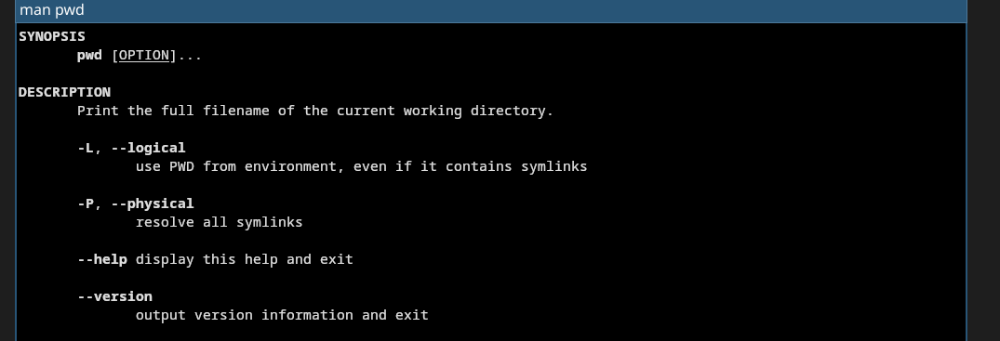 man pwd
SYNOPSIS
pwd [OPTION]...
DESCRIPTION
Print the full filename of the current working directory.
-L, --logical
use PWD from environment, even if it contains symlinks
-P, --physical
resolve all symlinks
--help display this help and exit
--version
output version information and exit